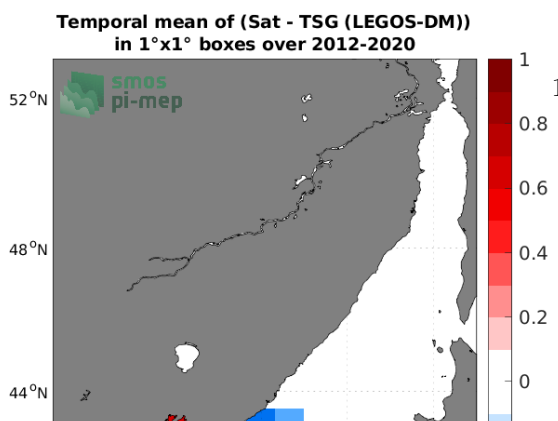 Temporal mean of (Sat - TSG (LEGOS-DM))
in 1°x1° boxes over 2012-2020
smos
pi-mep
52°N
48°N
44°N
1
0.8
0.6
0.4
0.2
0